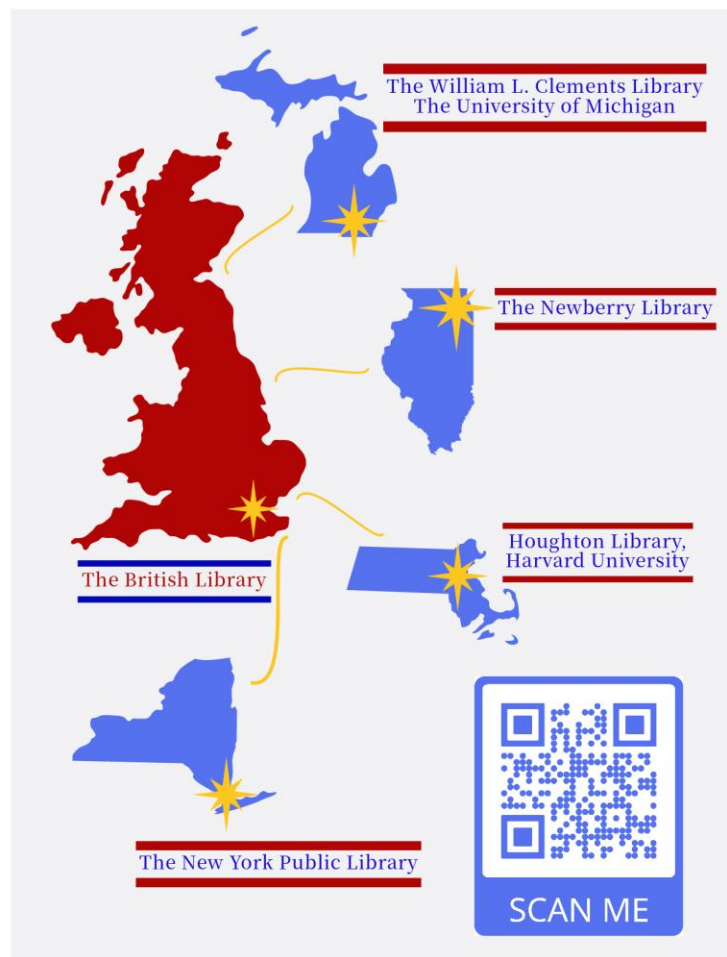 The William L. Clements Library
The University of Michigan
The Newberry Library
Houghton Library,
Harvard University
The British Library
The New York Public Library
SCAN ME